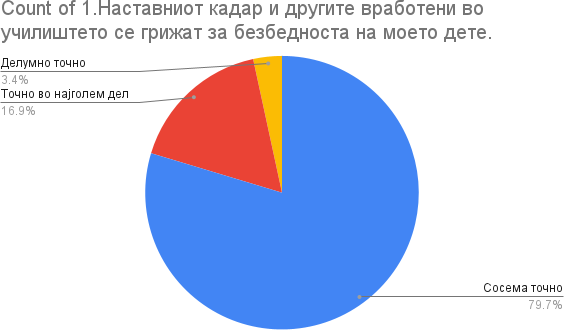 Count of 1.Наставниот кадар и другите вработени во
училиштето се грижат за безбедноста на моето дете.
Делумно точно
3.4%
Точно во најголем дел
16.9%
Сосема точно
79.7%